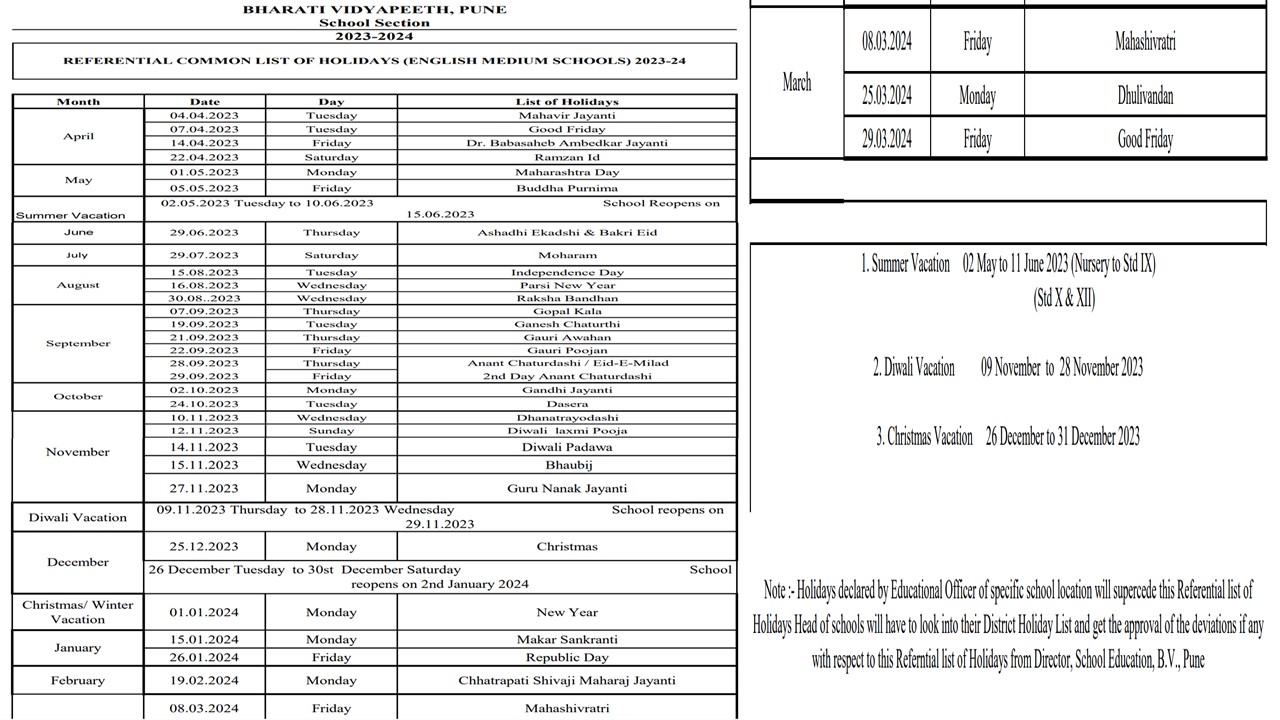 BHARATI VIDYAPEETH, PUNE
School Section
2023-2024
REFERENTIAL COMMON LIST OF HOLIDAYS (ENGLISH MEDIUM SCHOOLS) 2023-24
Month Date Day List of Holidays
April
04.04.2023 Tuesday Mahavir Jayanti
07.04.2023 Tuesday Good Friday
14.04.2023 Friday Dr. Babasaheb Ambedkar Jayanti
22.04.2023 Saturday Ramzan Id
May
01.05.2023 Monday Maharashtra Day
05.05.2023 Friday Buddha Purnima
Summer Vacation
02.05.2023 Tuesday to 10.06.2023 School Reopens on
15.06.2023
June 29.06.2023 Thursday Ashadhi Ekadshi & Bakri Eid
July 29.07.2023 Saturday Moharam
August
15.08.2023 Tuesday Independence Day
16.08.2023 Wednesday Parsi New Year
30.08..2023 Wednesday Raksha Bandhan
September
07.09.2023 Thursday Gopal Kala
19.09.2023 Tuesday Ganesh Chaturthi
21.09.2023 Thursday Gauri Awahan
22.09.2023 Friday Gauri Poojan
28.09.2023 Thursday Anant Chaturdashi / Eid-E-Milad
29.09.2023 Friday 2nd Day Anant Chaturdashi
October
02.10.2023 Monday Gandhi Jayanti
24.10.2023 Tuesday Dasera
November
10.11.2023 Wednesday Dhanatrayodashi
12.11.2023 Sunday Diwali laxmi Pooja
14.11.2023 Tuesday Diwali Padawa
15.11.2023 Wednesday Bhaubij
27.11.2023 Monday Guru Nanak Jayanti
Diwali Vacation
09.11.2023 Thursday to 28.11.2023 Wednesday School reopens on
29.11.2023
December
25.12.2023 Monday Christmas
26 December Tuesday to 30st December Saturday School
reopens on 2nd January 2024
Christmas/ Winter
Vacation
01.01.2024 Monday New Year
January
15.01.2024 Monday Makar Sankranti
26.01.2024 Friday Republic Day
February 19.02.2024 Monday Chhatrapati Shivaji Maharaj Jayanti
08.03.2024 Friday Mahashivratri
March
08.03.2024 Friday Mahashivratri
25.03.2024 Monday Dhulivandan
29.03.2024 Friday Good Friday
1. Summer Vacation 02 May to 11 June 2023 (Nursery to Std IX)
(Std X & XII)
2. Diwali Vacation 09 November to 28 November 2023
3. Christmas Vacation 26 December to 31 December 2023
Note :- Holidays declared by Educational Officer of specific school location will supercede this Referential list of
Holidays Head of schools will have to look into their District Holiday List and get the approval of the deviations if any
with respect to this Referntial list of Holidays from Director, School Education, B.V., Pune